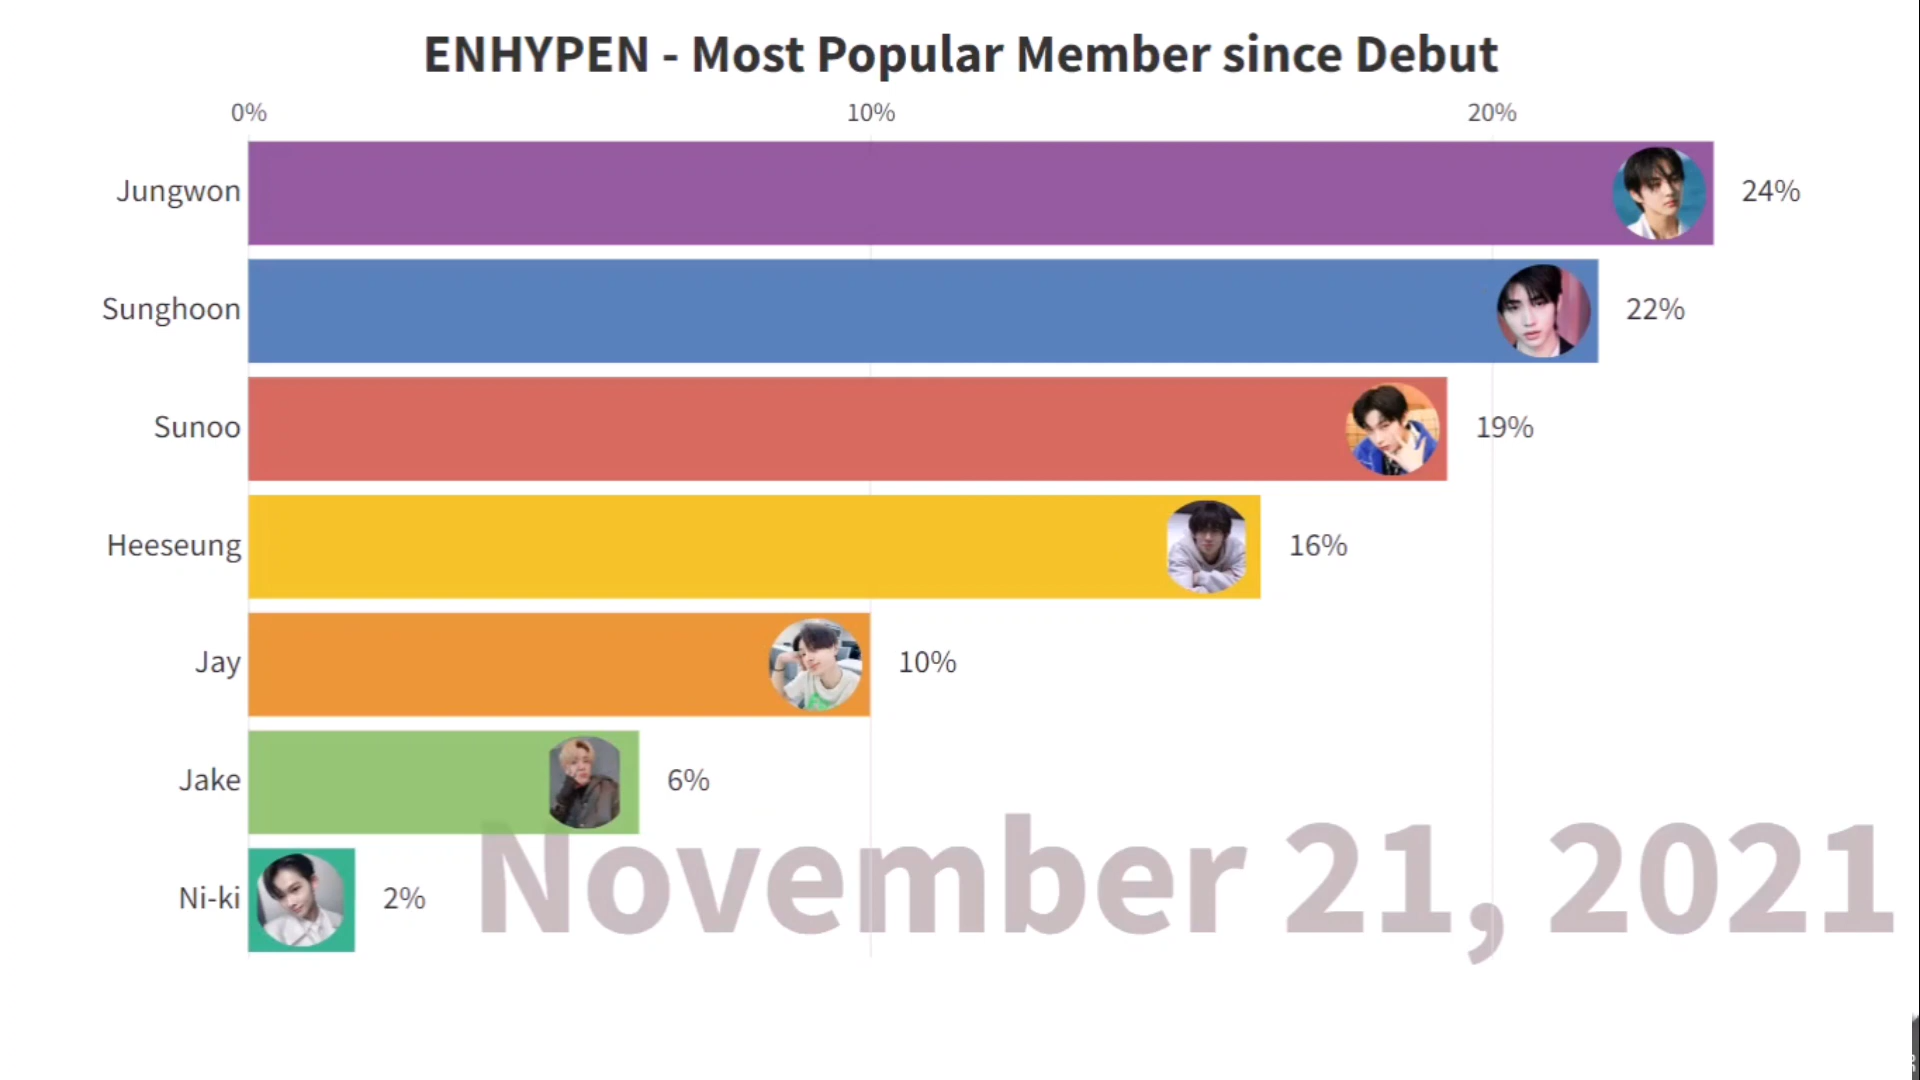 ENHYPEN - Most Popular Member since Debut
0% 10% 20%
Jungwon 24%
Sunghoon 22%
Sunoo 19%
Heeseung 16%
Jay 10%
Jake 6%
Ni-ki 2%
November 21, 2021